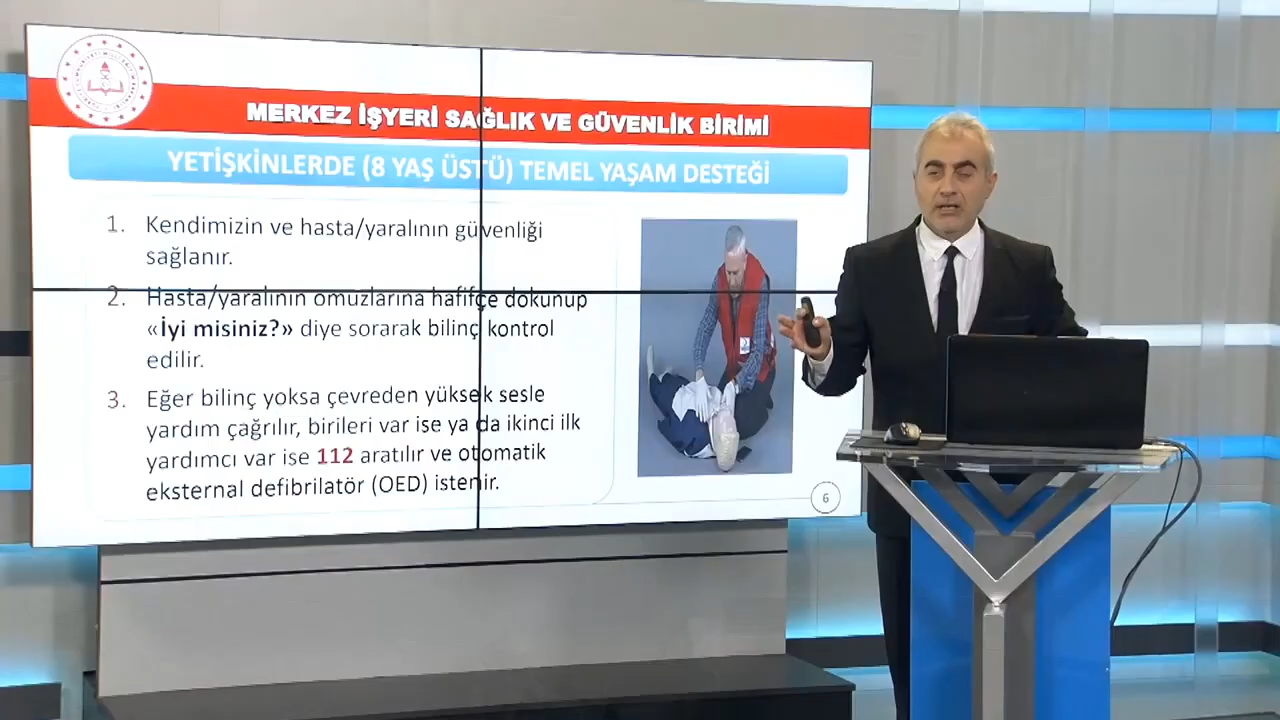 MERKEZ İŞYERİ SAĞLIK VE GÜVENLİK BİRİMİ
YETİŞKİNLERDE (8 YAŞ ÜSTÜ) TEMEL YAŞAM DESTEĞİ
1. Kendimizin ve hasta/yaralının güvenliği
sağlanır.
2. Hasta/yaralının omuzlarına hafifçe dokunup
«İyi misiniz?» diye sorarak bilinç kontrol
edilir.
3. Eğer bilinç yoksa çevreden yüksek sesle
yardım çağrılır, birileri var ise ya da ikinci ilk
yardımcı var ise 112 aratılır ve otomatik
eksternal defibrilatör (OED) istenir.
6